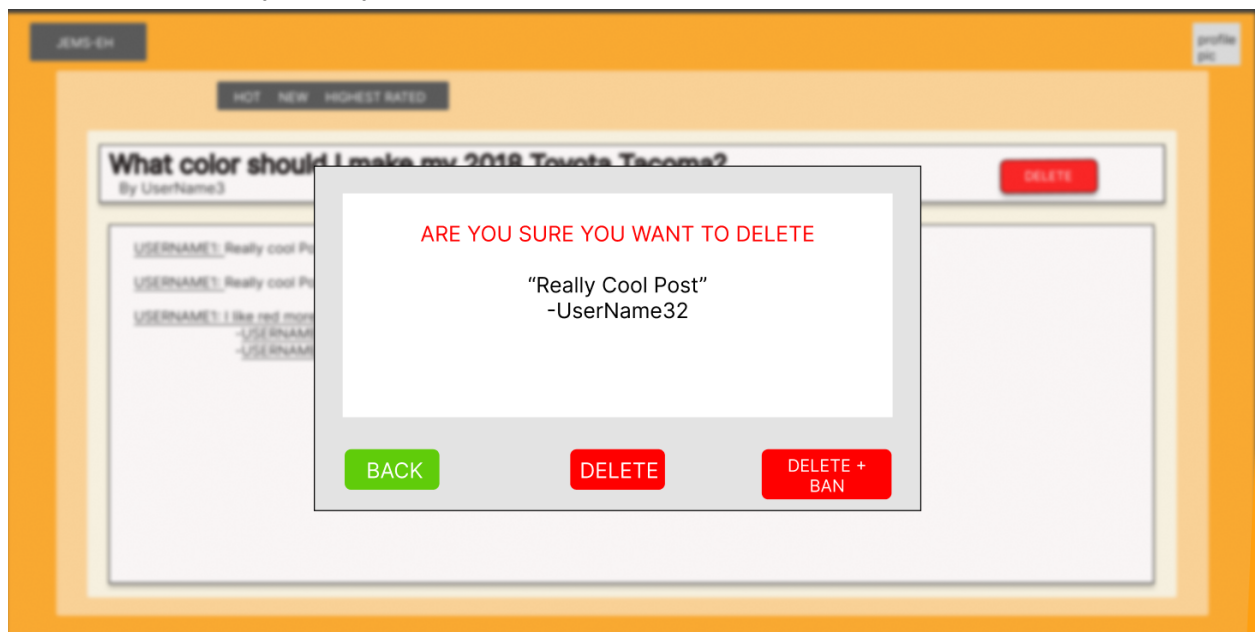 JEMS-EH
profile
pic
HOT NEW HIGHEST RATED
What color should I make my 2018 Toyota Tacoma?
By UserName3
DELETE
USERNAME1: Really cool Po
USERNAME1: Really cool Po
USERNAME1: I like red more
-USERNAME
-USERNAME
ARE YOU SURE YOU WANT TO DELETE
“Really Cool Post”
-UserName32
BACK
DELETE
DELETE +
BAN